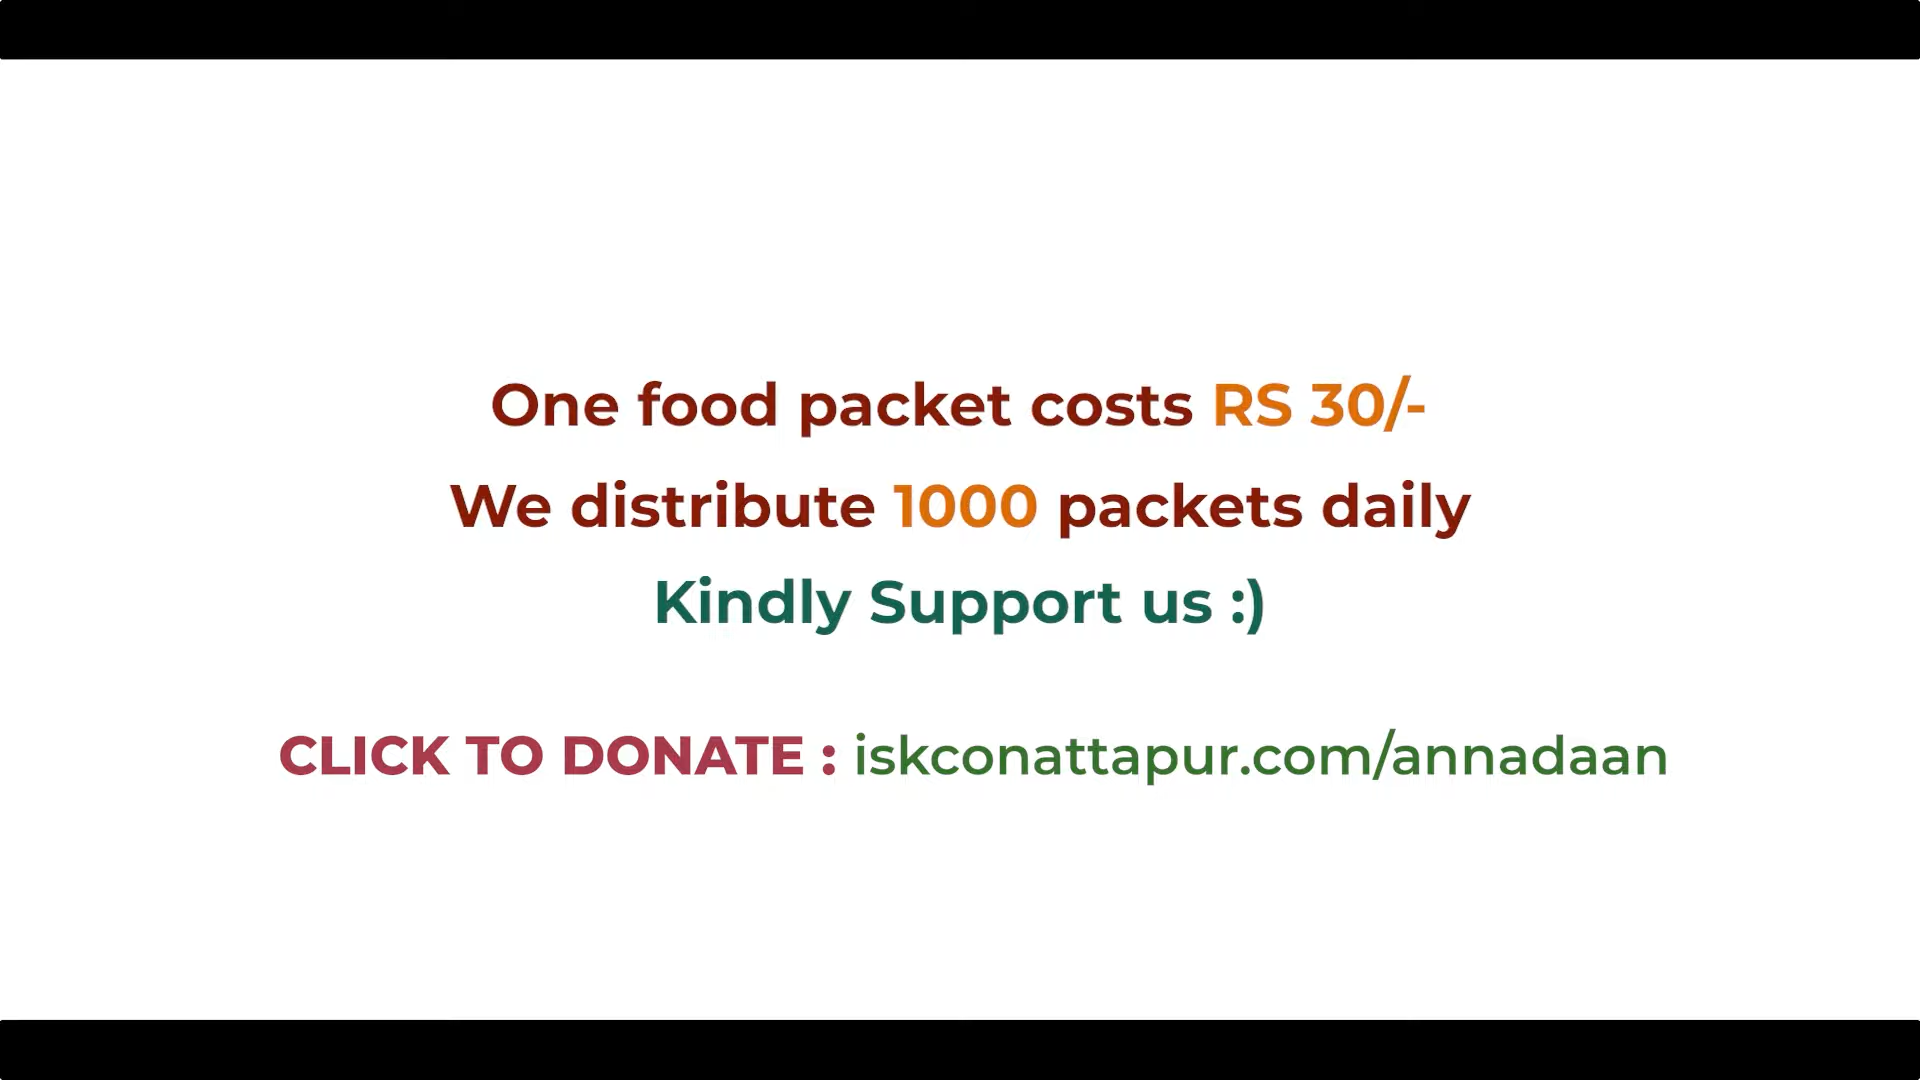 One food packet costs RS 30/-
We distribute 1000 packets daily
Kindly Support us :)
CLICK TO DONATE : iskconattapur.com/annadaan